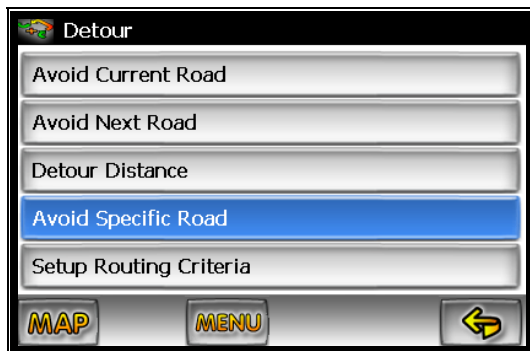 Detour
Avoid Current Road
Avoid Next Road
Detour Distance
Avoid Specific Road
Setup Routing Criteria
MAP MENU